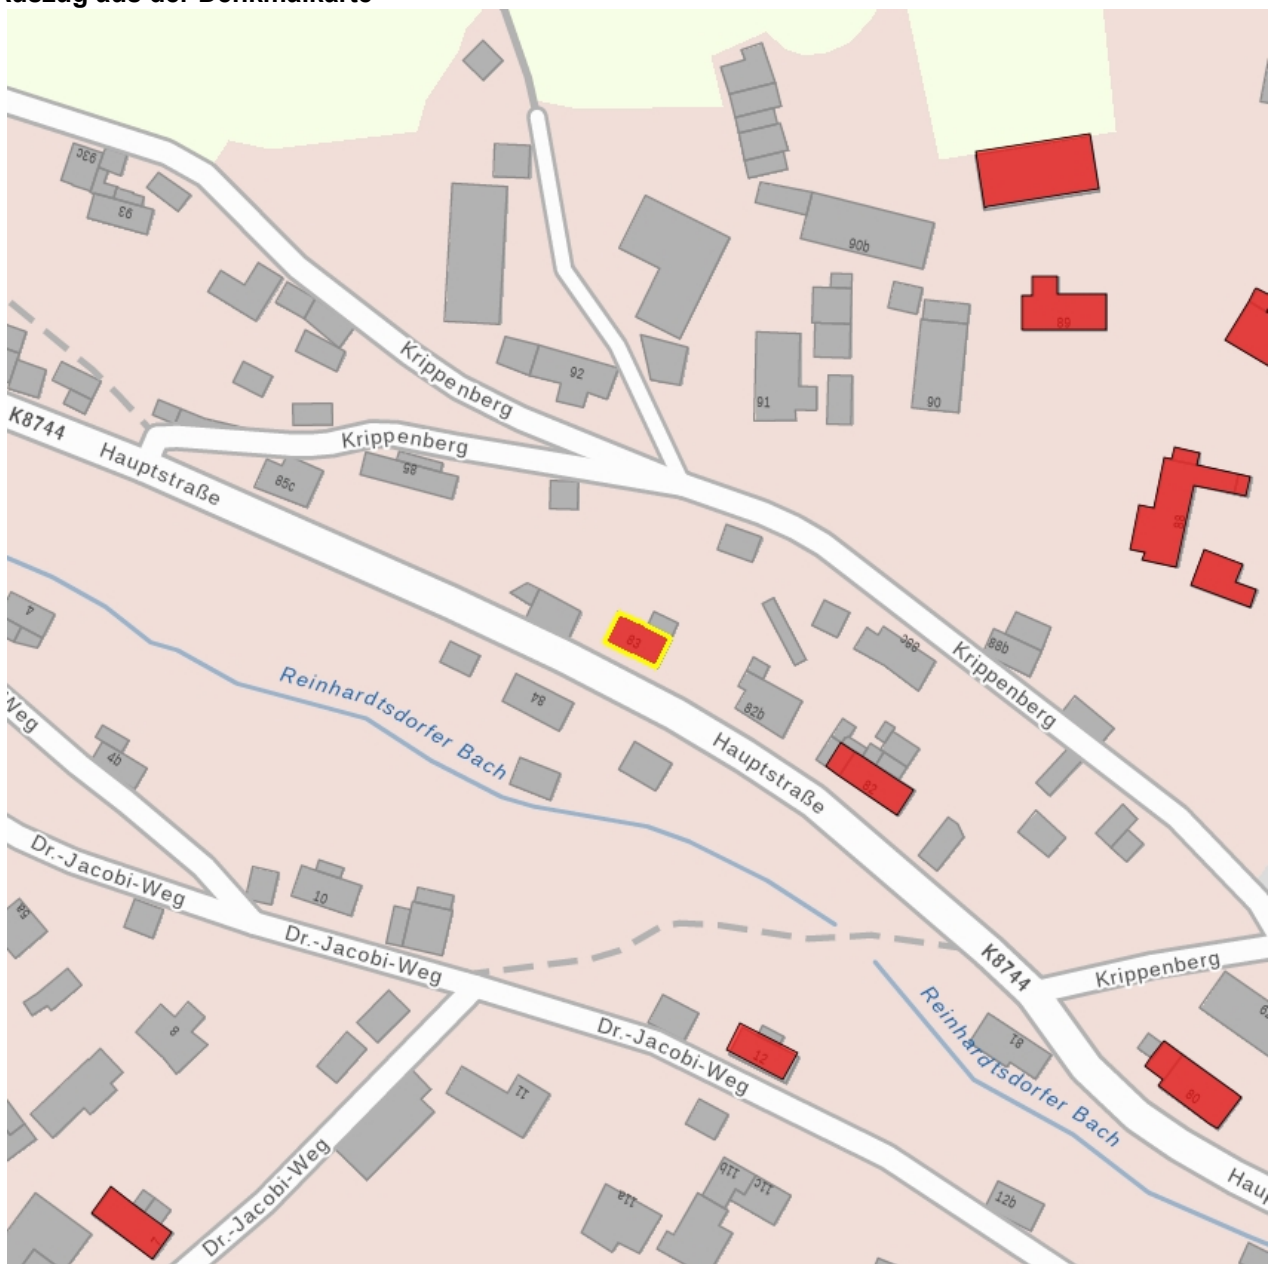 Auszug aus der Denkmalkarte
93c
93
90b
89
Krippenberg
92
91
90
K8744
Krippenberg
Hauptstraße
85
85c
88
4
83
88c
88b
Krippenberg
84
82b
Reinhardtsdorfer Bach
Weg
4b
Hauptstraße
82
Dr.-Jacobi-Weg
10
5a
Dr.-Jacobi-Weg
K8744
Krippenberg
8
Reinhardtsdorfer Bach
81
Dr.-Jacobi-Weg
12
11
80
Dr.-Jacobi-Weg
11b
11c
11a
12b
7